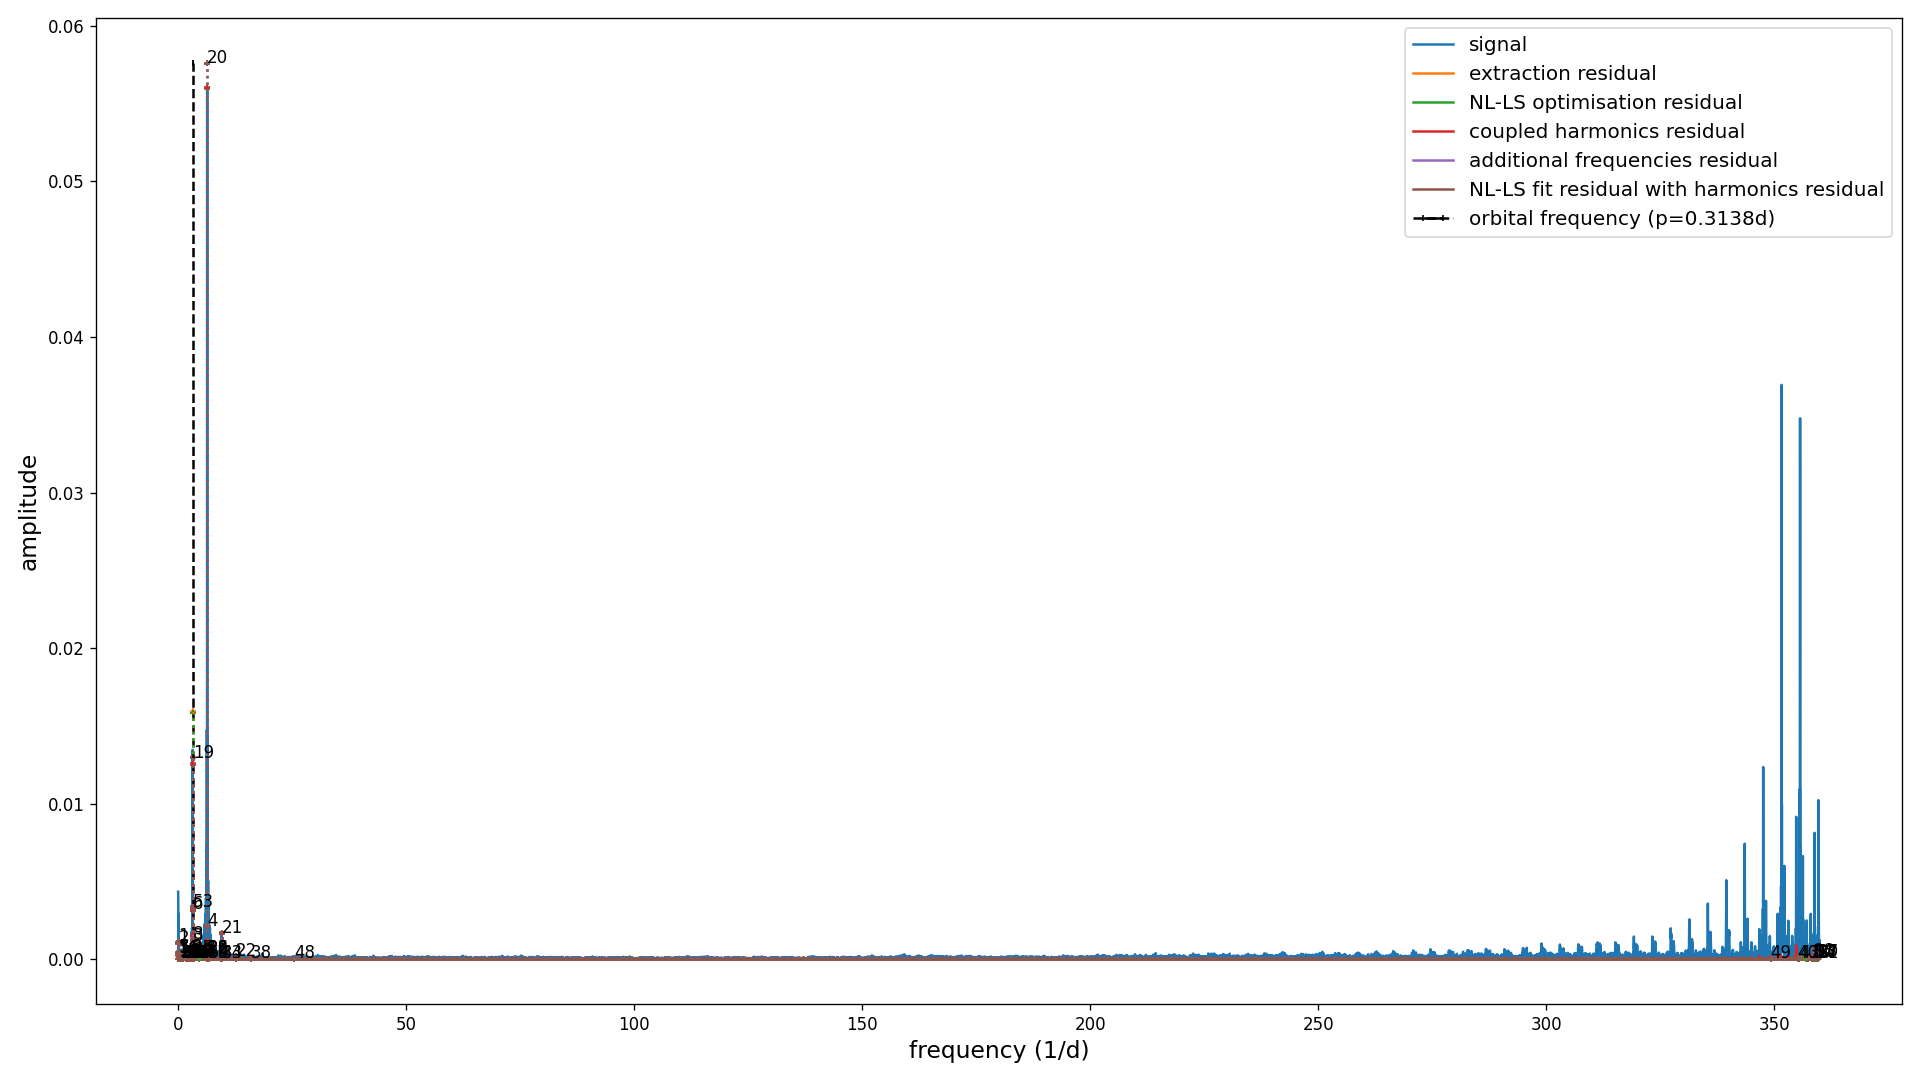 0.06
0.05
0.04
0.03
0.02
0.01
0.00
amplitude
0
50
100
150
200
250
300
350
frequency (1/d)
signal
extraction residual
NL-LS optimisation residual
coupled harmonics residual
additional frequencies residual
NL-LS fit residual with harmonics residual
orbital frequency (p=0.3138d)
20
19
4
21
22
38
48
49